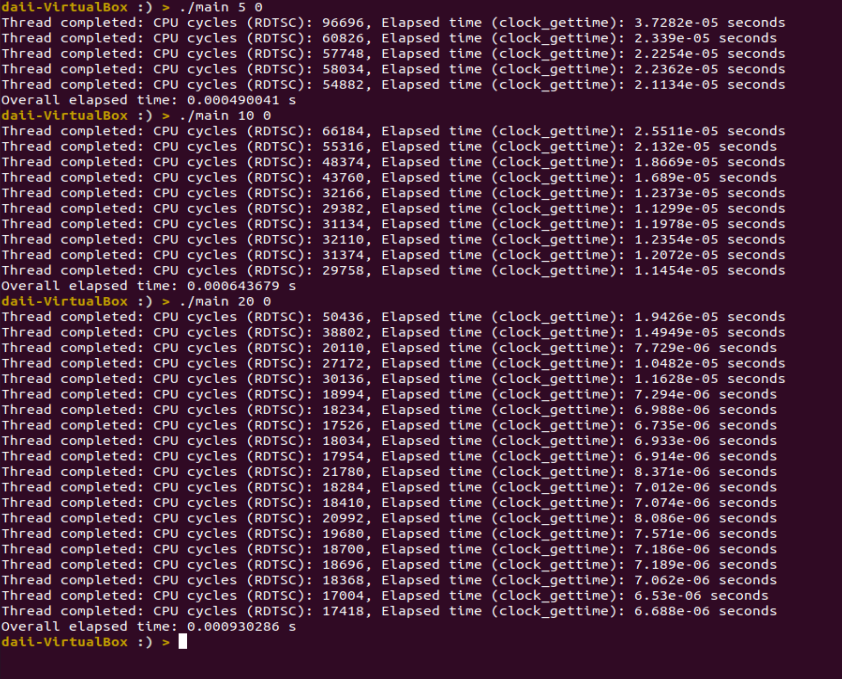 daii-VirtualBox :) > ./main 5 0
Thread completed: CPU cycles (RDTSC): 96696, Elapsed time (clock_gettime): 3.7282e-05 seconds
Thread completed: CPU cycles (RDTSC): 60826, Elapsed time (clock_gettime): 2.339e-05 seconds
Thread completed: CPU cycles (RDTSC): 57748, Elapsed time (clock_gettime): 2.2254e-05 seconds
Thread completed: CPU cycles (RDTSC): 58034, Elapsed time (clock_gettime): 2.2362e-05 seconds
Thread completed: CPU cycles (RDTSC): 54882, Elapsed time (clock_gettime): 2.1134e-05 seconds
Overall elapsed time: 0.000490041 s
daii-VirtualBox :) > ./main 10 0
Thread completed: CPU cycles (RDTSC): 66184, Elapsed time (clock_gettime): 2.5511e-05 seconds
Thread completed: CPU cycles (RDTSC): 55316, Elapsed time (clock_gettime): 2.132e-05 seconds
Thread completed: CPU cycles (RDTSC): 48374, Elapsed time (clock_gettime): 1.8669e-05 seconds
Thread completed: CPU cycles (RDTSC): 43760, Elapsed time (clock_gettime): 1.689e-05 seconds
Thread completed: CPU cycles (RDTSC): 32166, Elapsed time (clock_gettime): 1.2373e-05 seconds
Thread completed: CPU cycles (RDTSC): 29382, Elapsed time (clock_gettime): 1.1299e-05 seconds
Thread completed: CPU cycles (RDTSC): 31134, Elapsed time (clock_gettime): 1.1978e-05 seconds
Thread completed: CPU cycles (RDTSC): 32110, Elapsed time (clock_gettime): 1.2354e-05 seconds
Thread completed: CPU cycles (RDTSC): 31374, Elapsed time (clock_gettime): 1.2072e-05 seconds
Thread completed: CPU cycles (RDTSC): 29758, Elapsed time (clock_gettime): 1.1454e-05 seconds
Overall elapsed time: 0.000643679 s
daii-VirtualBox :) > ./main 20 0
Thread completed: CPU cycles (RDTSC): 50436, Elapsed time (clock_gettime): 1.9426e-05 seconds
Thread completed: CPU cycles (RDTSC): 38802, Elapsed time (clock_gettime): 1.4949e-05 seconds
Thread completed: CPU cycles (RDTSC): 20110, Elapsed time (clock_gettime): 7.729e-06 seconds
Thread completed: CPU cycles (RDTSC): 27172, Elapsed time (clock_gettime): 1.0482e-05 seconds
Thread completed: CPU cycles (RDTSC): 30136, Elapsed time (clock_gettime): 1.1628e-05 seconds
Thread completed: CPU cycles (RDTSC): 18994, Elapsed time (clock_gettime): 7.294e-06 seconds
Thread completed: CPU cycles (RDTSC): 18234, Elapsed time (clock_gettime): 6.988e-06 seconds
Thread completed: CPU cycles (RDTSC): 17526, Elapsed time (clock_gettime): 6.735e-06 seconds
Thread completed: CPU cycles (RDTSC): 18034, Elapsed time (clock_gettime): 6.933e-06 seconds
Thread completed: CPU cycles (RDTSC): 17954, Elapsed time (clock_gettime): 6.914e-06 seconds
Thread completed: CPU cycles (RDTSC): 21780, Elapsed time (clock_gettime): 8.371e-06 seconds
Thread completed: CPU cycles (RDTSC): 18284, Elapsed time (clock_gettime): 7.012e-06 seconds
Thread completed: CPU cycles (RDTSC): 18410, Elapsed time (clock_gettime): 7.074e-06 seconds
Thread completed: CPU cycles (RDTSC): 20992, Elapsed time (clock_gettime): 8.086e-06 seconds
Thread completed: CPU cycles (RDTSC): 19680, Elapsed time (clock_gettime): 7.571e-06 seconds
Thread completed: CPU cycles (RDTSC): 18700, Elapsed time (clock_gettime): 7.186e-06 seconds
Thread completed: CPU cycles (RDTSC): 18696, Elapsed time (clock_gettime): 7.189e-06 seconds
Thread completed: CPU cycles (RDTSC): 18368, Elapsed time (clock_gettime): 7.062e-06 seconds
Thread completed: CPU cycles (RDTSC): 17004, Elapsed time (clock_gettime): 6.53e-06 seconds
Thread completed: CPU cycles (RDTSC): 17418, Elapsed time (clock_gettime): 6.688e-06 seconds
Overall elapsed time: 0.000930286 s
daii-VirtualBox :) >